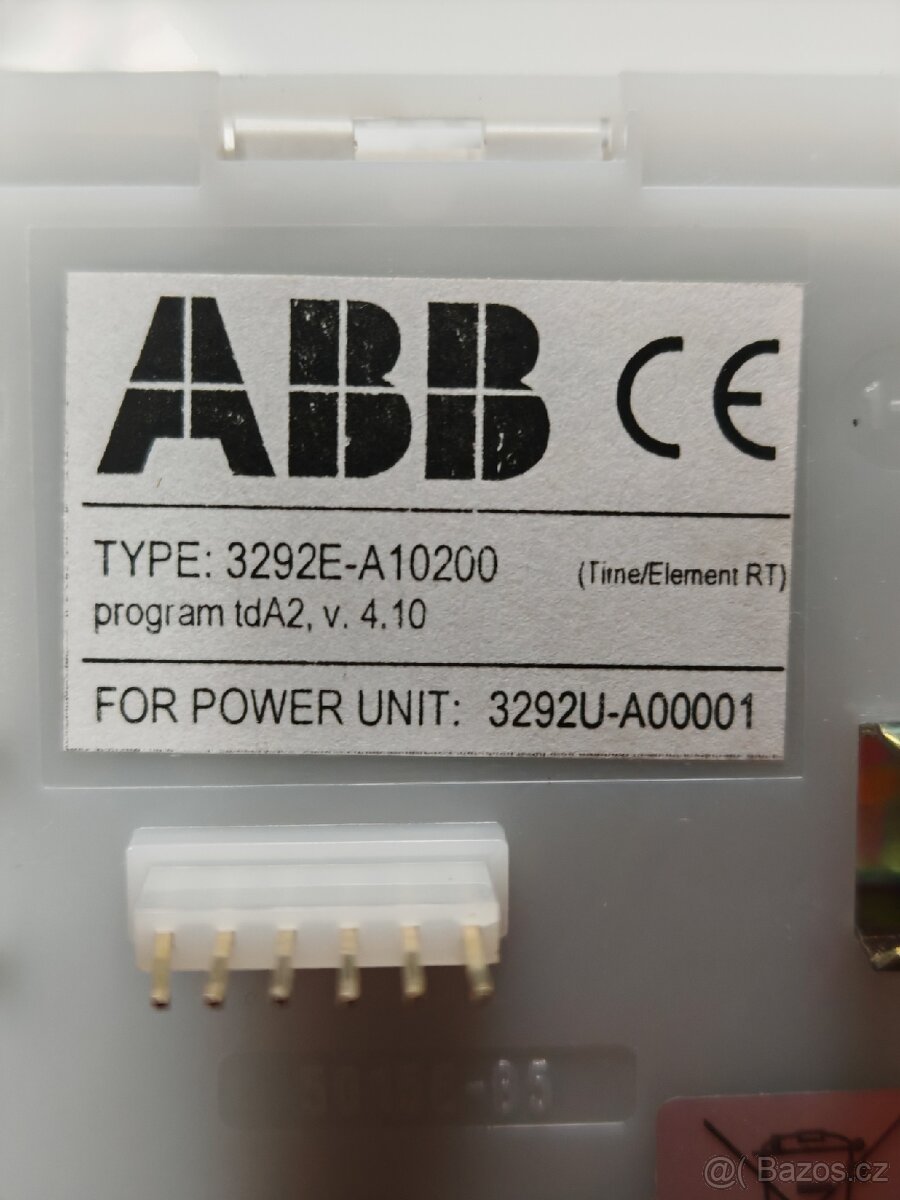 ABB CE
TYPE: 3292E-A10200 (Time/Element RT)
program tdA2, v. 4.10
FOR POWER UNIT: 3292U-A00001
@( Bazos.cz